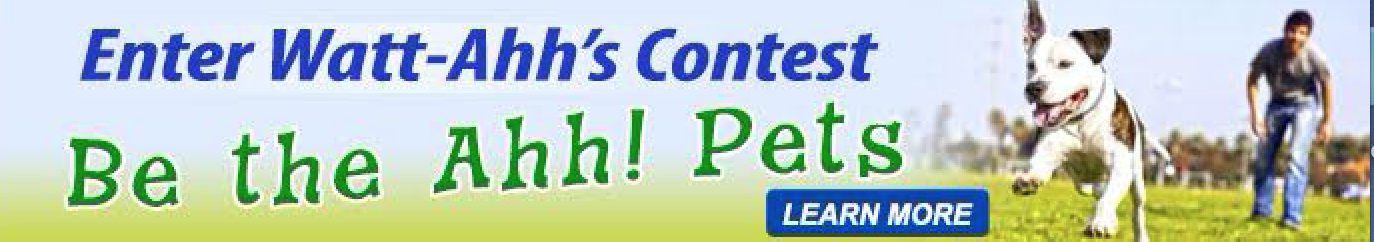 Enter Watt-Ahh's Contest
Be the Ahh! Pets
LEARN MORE